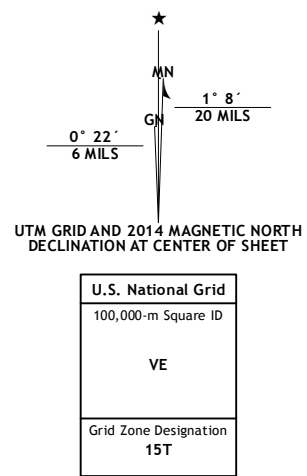 ★
MN
1° 8´
20 MILS
GN
0° 22´
6 MILS
UTM GRID AND 2014 MAGNETIC NORTH
DECLINATION AT CENTER OF SHEET
U.S. National Grid
100,000-m Square ID
VE
Grid Zone Designation
15T